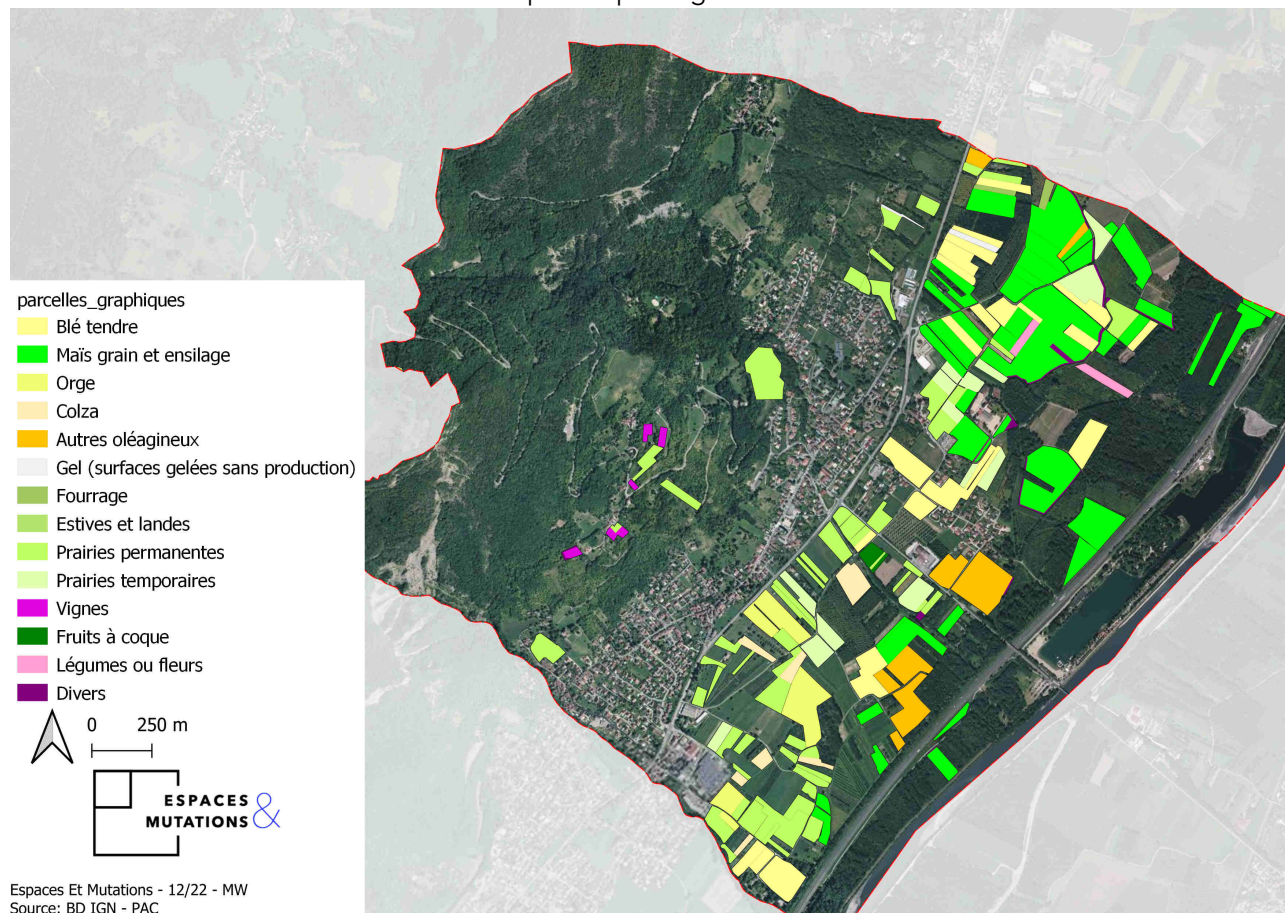 parcelles_graphiques
Blé tendre
Maïs grain et ensilage
Orge
Colza
Autres oléagineux
Gel (surfaces gelées sans production)
Fourrage
Estives et landes
Prairies permanentes
Prairies temporaires
Vignes
Fruits à coque
Légumes ou fleurs
Divers
0 250 m
ESPACES &
MUTATIONS
Espaces Et Mutations - 12/22 - MW
Source: BD IGN - PAC